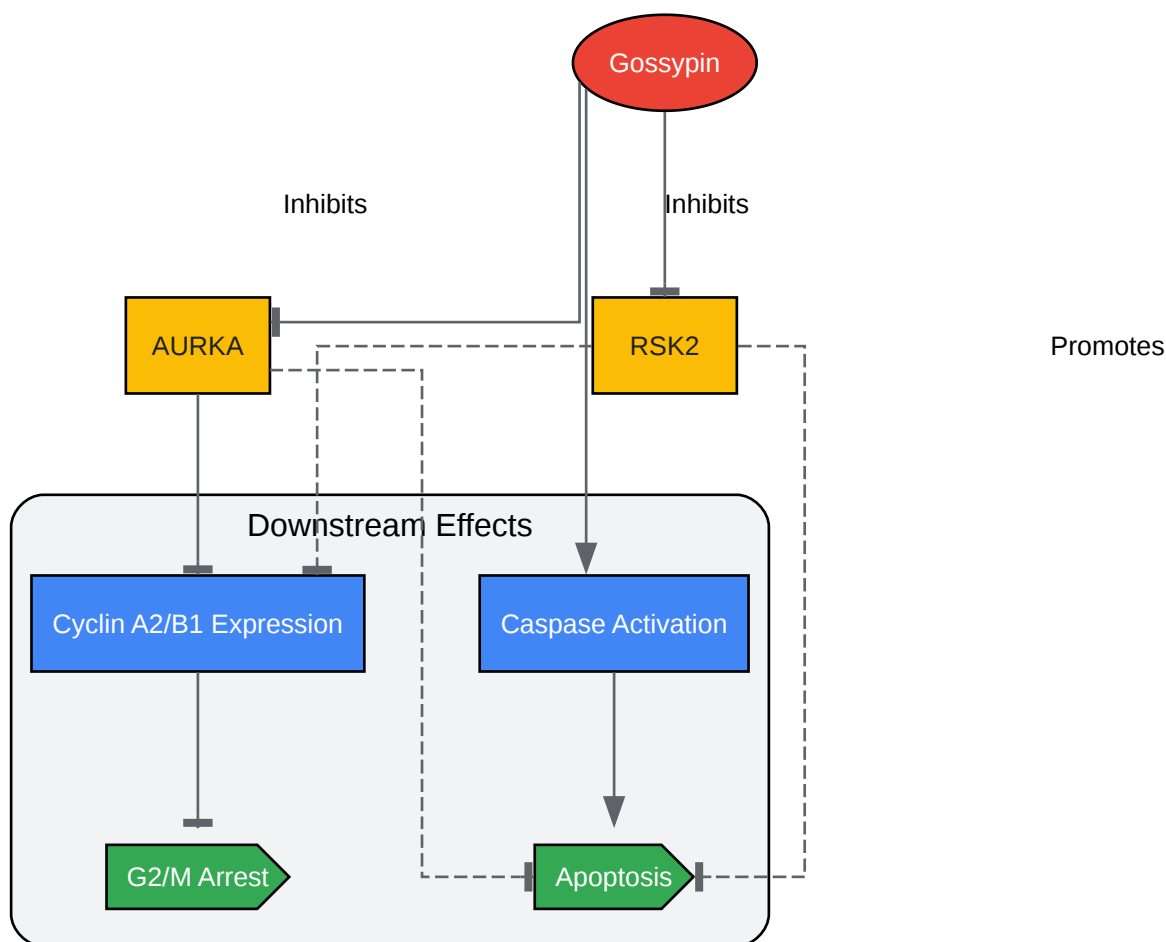 Gossypin
Inhibits
Inhibits
AURKA
RSK2
Promotes
Downstream Effects
Cyclin A2/B1 Expression
Caspase Activation
G2/M Arrest
Apoptosis